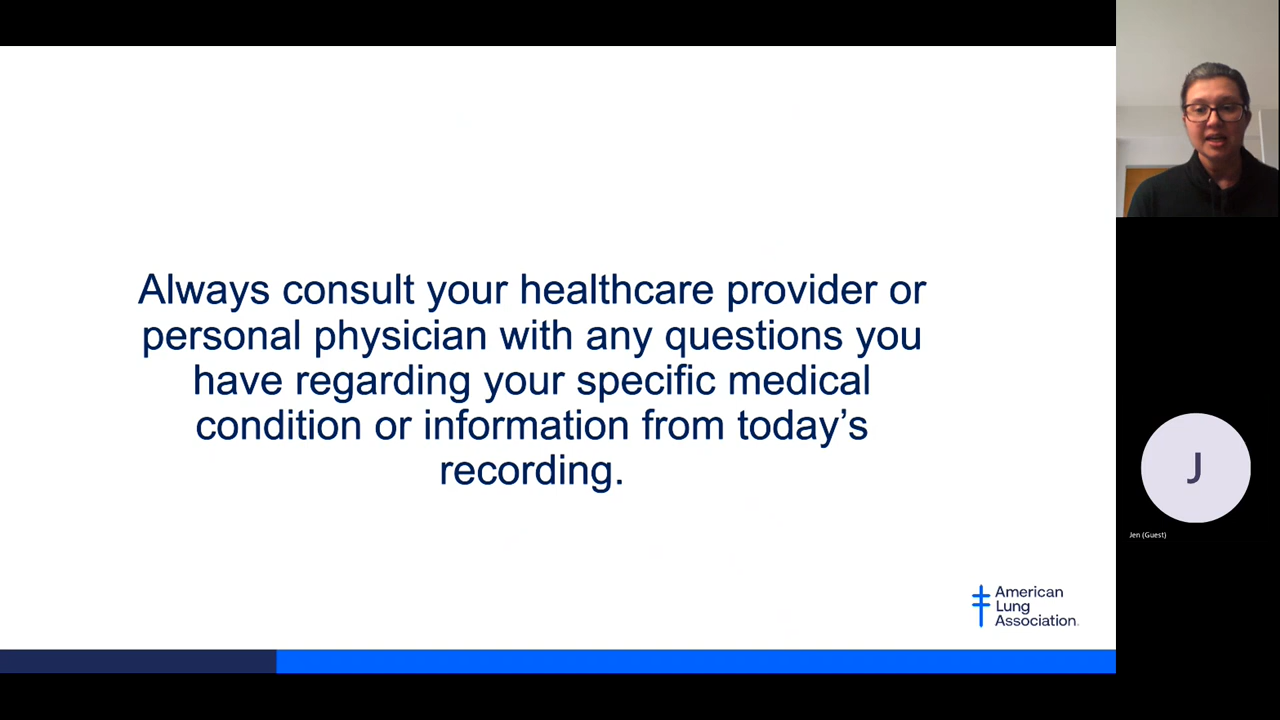 Always consult your healthcare provider or
personal physician with any questions you
have regarding your specific medical
condition or information from today’s
recording.
American
Lung
Association.
J
Jen (Guest)